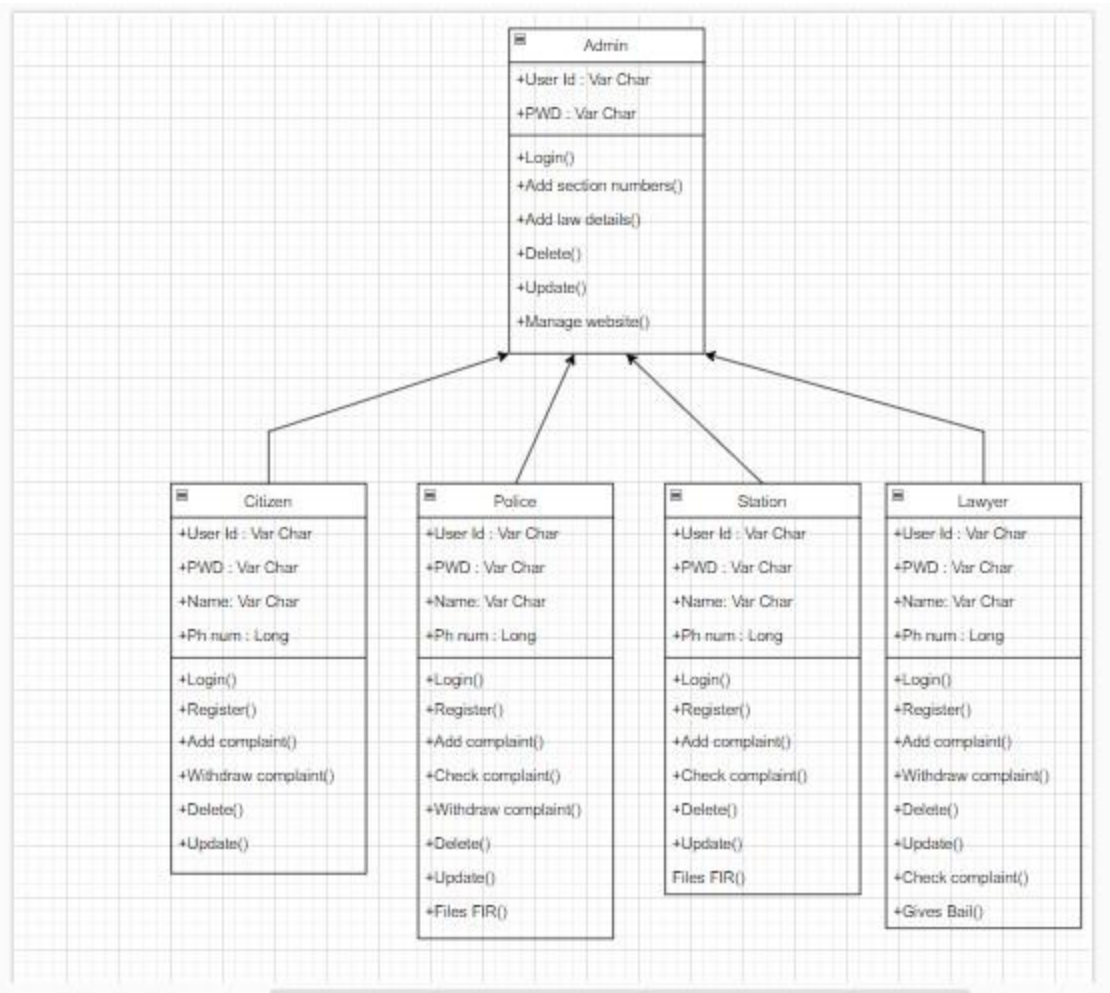 Admin
+User Id : Var Char
+PWD : Var Char
+Login()
+Add section numbers()
+Add law details()
+Delete()
+Update()
+Manage website()
Citizen
+User Id : Var Char
+PWD : Var Char
+Name: Var Char
+Ph num : Long
+Login()
+Register()
+Add complaint()
+Withdraw complaint()
+Delete()
+Update()
Police
+User Id : Var Char
+PWD : Var Char
+Name: Var Char
+Ph num : Long
+Login()
+Register()
+Add complaint()
+Check complaint()
+Withdraw complaint()
+Delete()
+Update()
+Files FIR()
Station
+User Id : Var Char
+PWD : Var Char
+Name: Var Char
+Ph num : Long
+Login()
+Register()
+Add complaint()
+Check complaint()
+Delete()
+Update()
Files FIR()
Lawyer
+User Id : Var Char
+PWD : Var Char
+Name: Var Char
+Ph num : Long
+Login()
+Register()
+Add complaint()
+Withdraw complaint()
+Delete()
+Update()
+Check complaint()
+Gives Bail()